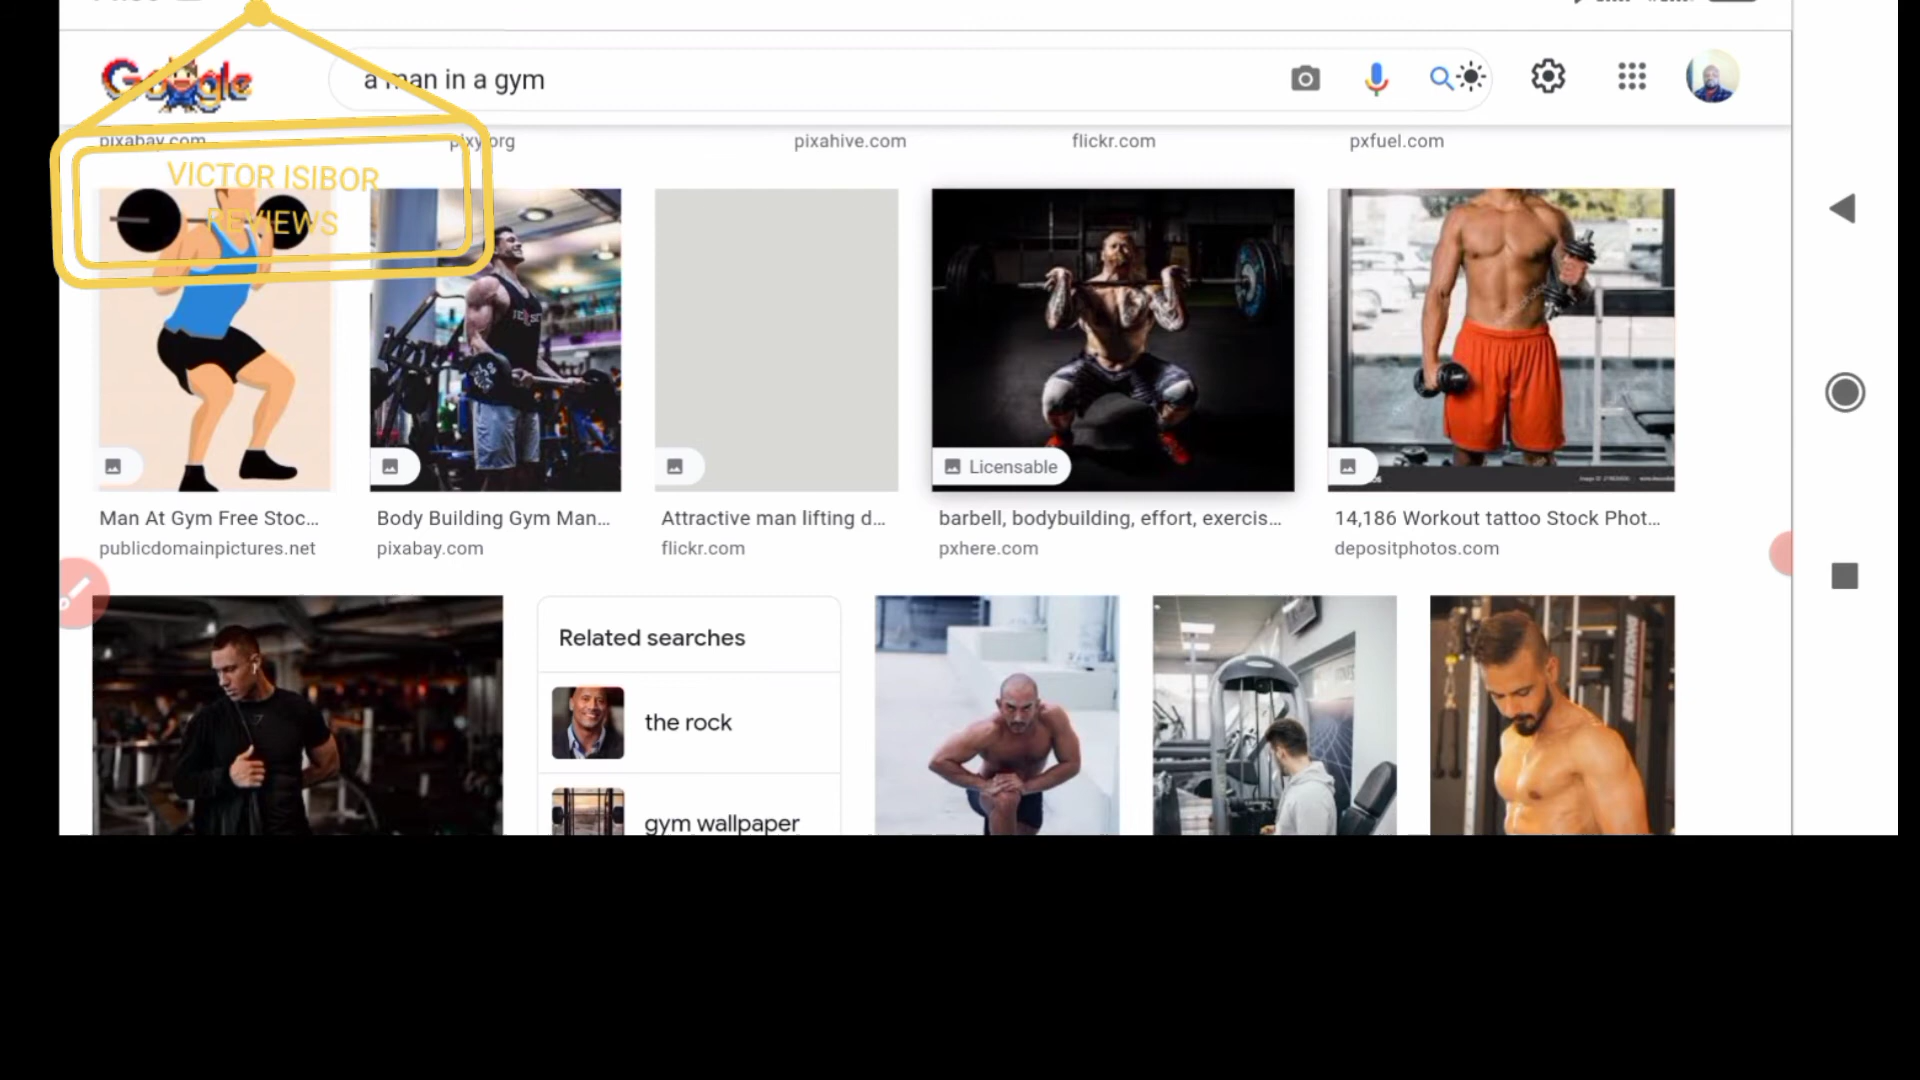 Google
a man in a gym
pixabay.com
pixy.org
pixahive.com
flickr.com
pxfuel.com
VICTOR ISIBOR
REVIEWS
Licensable
Man At Gym Free Stoc...
publicdomainpictures.net
Body Building Gym Man...
pixabay.com
Attractive man lifting d...
flickr.com
barbell, bodybuilding, effort, exercis...
pxhere.com
14,186 Workout tattoo Stock Phot...
depositphotos.com
Related searches
the rock
gym wallpaper